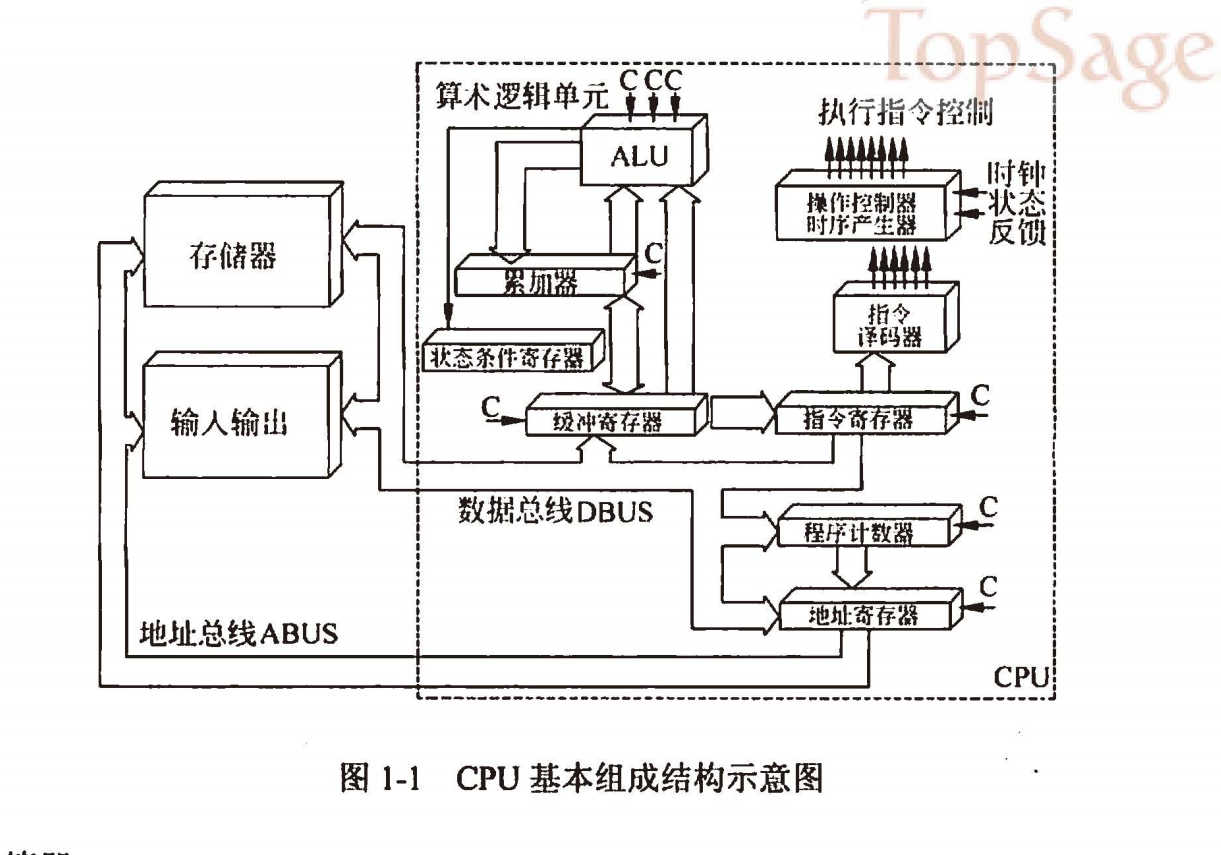 TopSage
算术逻辑单元
C CC
ALU
执行指令控制
操作控制器
时序产生器
时钟
状态
反馈
存储器
累加器
C
指令
译码器
状态条件寄存器
输入输出
C
缓冲寄存器
指令寄存器
C
数据总线DBUS
程序计数器
C
地址寄存器
C
地址总线ABUS
CPU
图 1-1 CPU 基本组成结构示意图